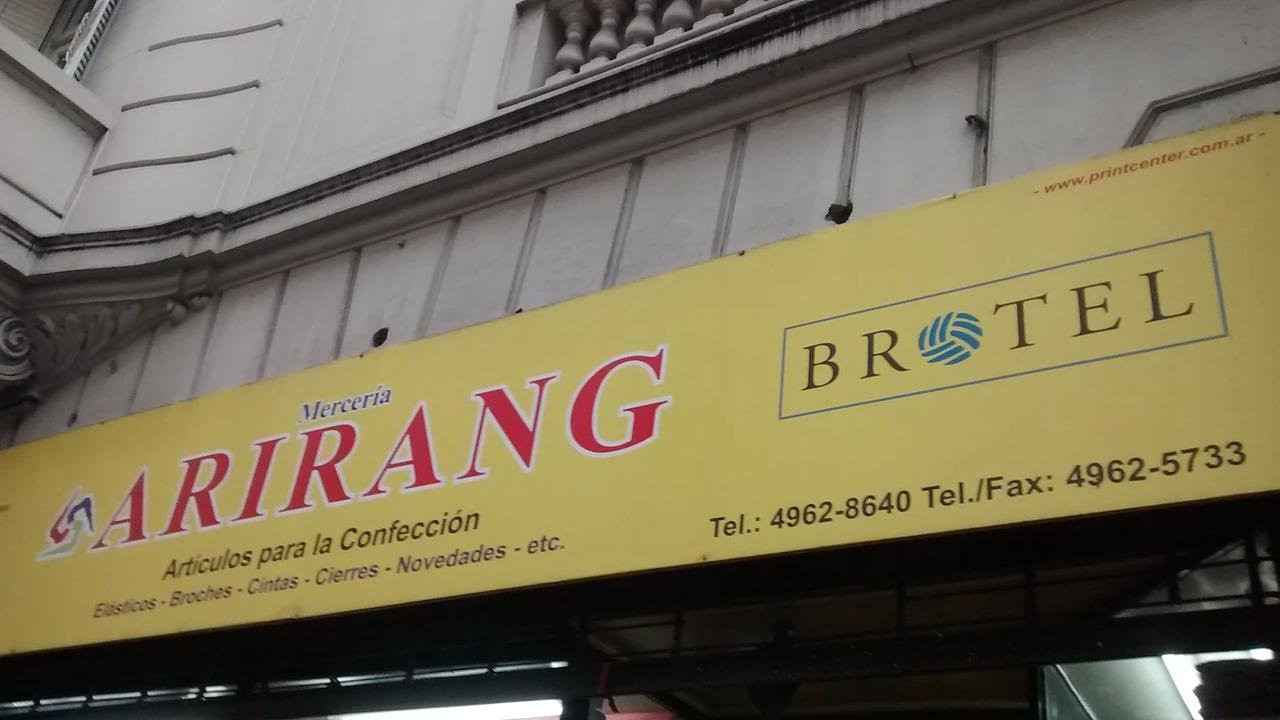 - www.printcenter.com.ar -
Mercería
ARIRANG
Artículos para la Confección
Elásticos - Broches - Cintas - Cierres - Novedades - etc.
BROTEL
Tel.: 4962-8640 Tel./Fax: 4962-5733